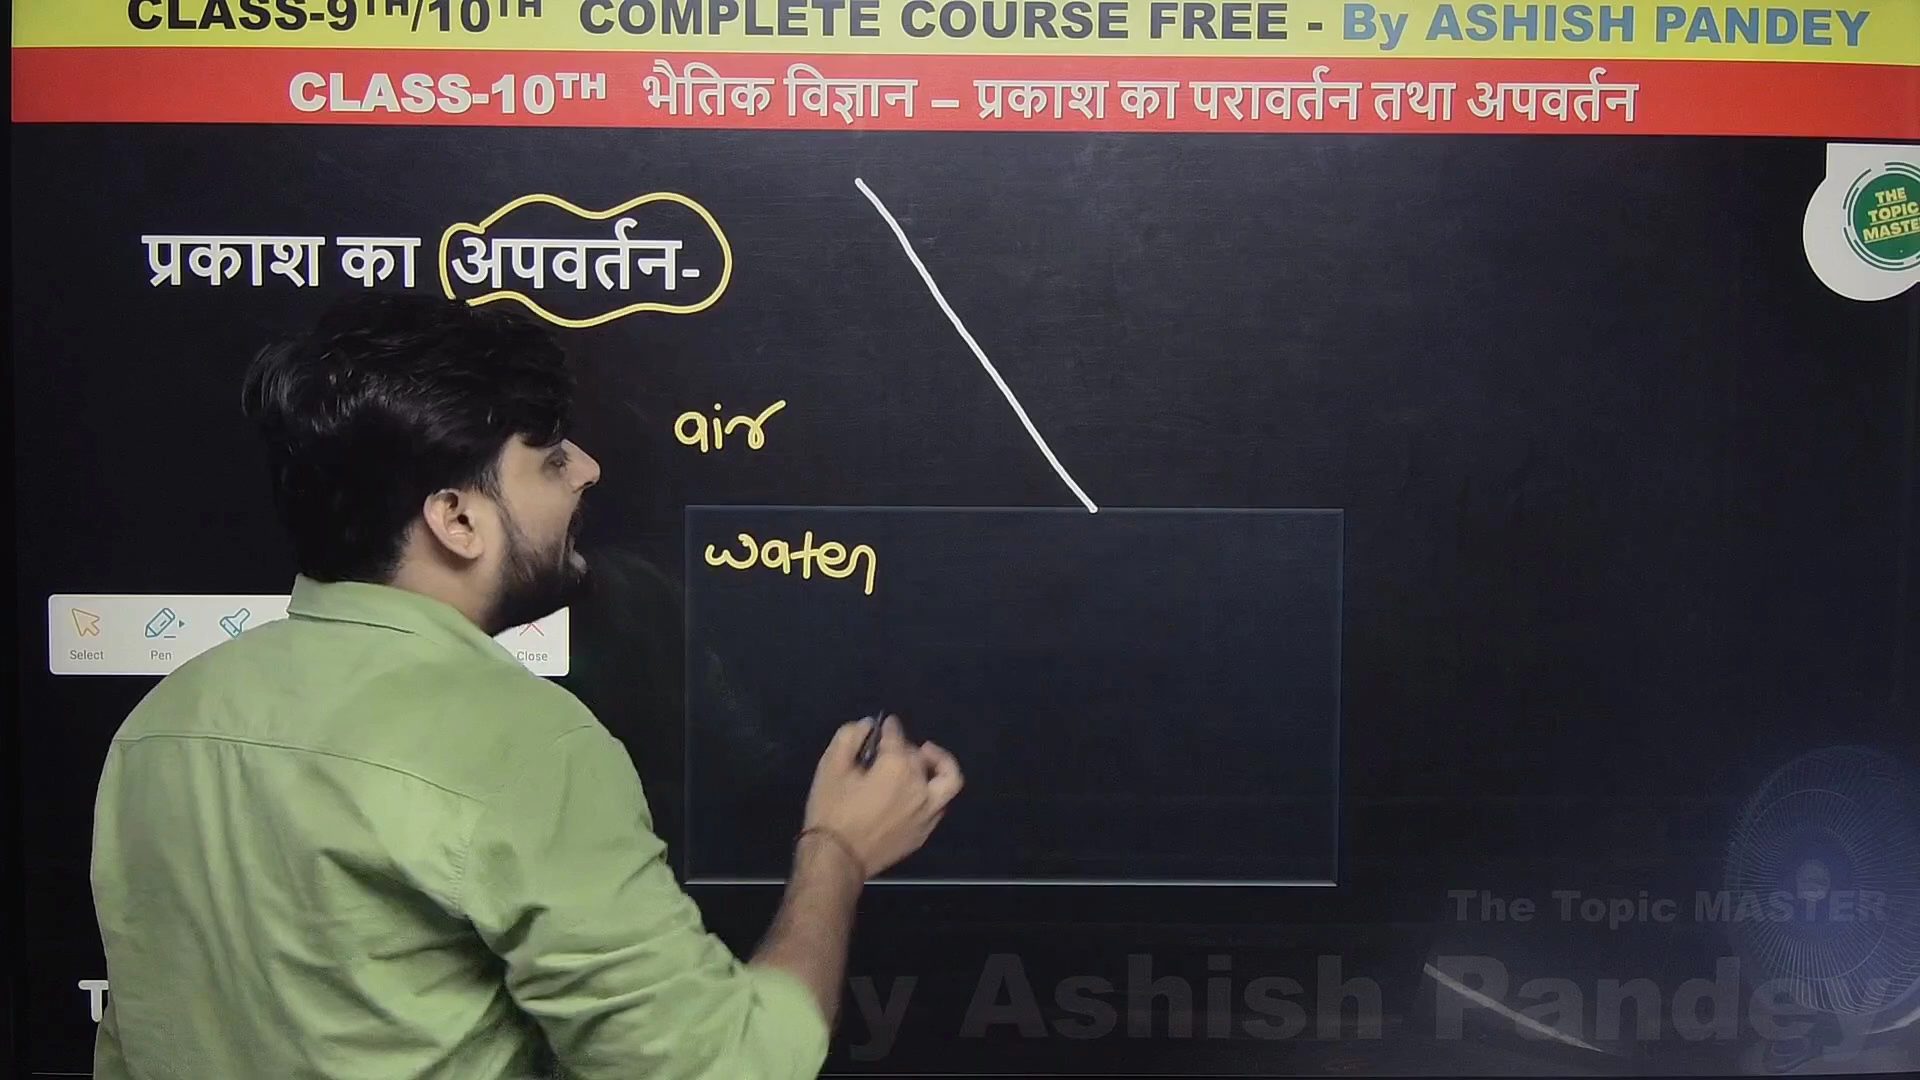 CLASS-9TH/10TH COMPLETE COURSE FREE - By ASHISH PANDEY
CLASS-10TH भैतिक विज्ञान – प्रकाश का परावर्तन तथा अपवर्तन
THE
TOPIC
MASTE
प्रकाश का अपवर्तन-
air
water
Select
Pen
Close
The Topic MASTER
T
y Ashish Pandey